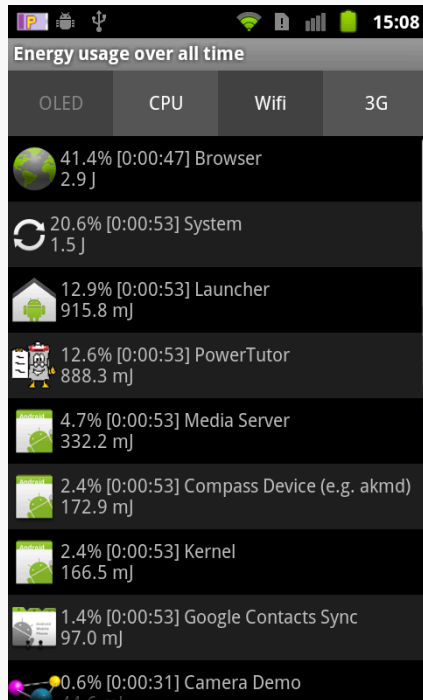 15:08
Energy usage over all time
OLED CPU Wifi 3G
41.4% [0:00:47] Browser
2.9 J
20.6% [0:00:53] System
1.5 J
12.9% [0:00:53] Launcher
915.8 mJ
12.6% [0:00:53] PowerTutor
888.3 mJ
4.7% [0:00:53] Media Server
332.2 mJ
2.4% [0:00:53] Compass Device (e.g. akmd)
172.9 mJ
2.4% [0:00:53] Kernel
166.5 mJ
1.4% [0:00:53] Google Contacts Sync
97.0 mJ
0.6% [0:00:31] Camera Demo